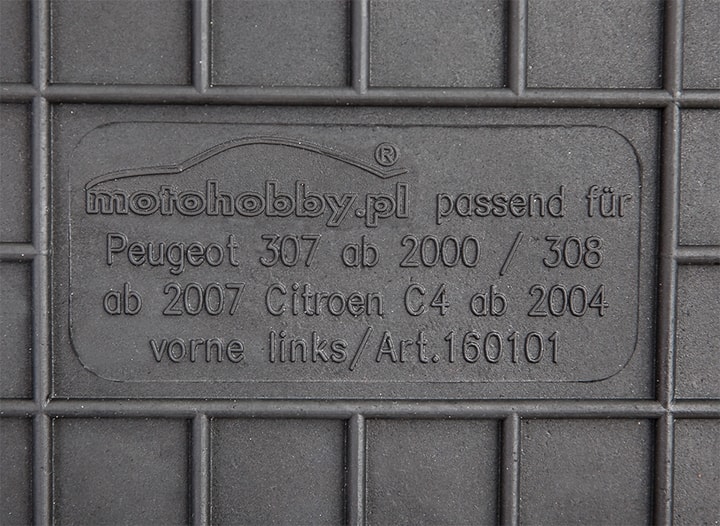 motohobby.pl® passend für
Peugeot 307 ab 2000 / 308
ab 2007 Citroen C4 ab 2004
vorne links/Art.160101